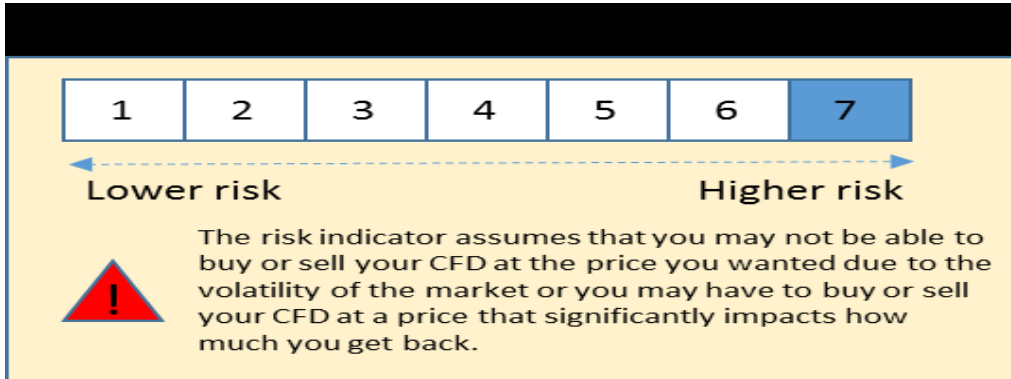 1 2 3 4 5 6 7
Lower risk Higher risk
The risk indicator assumes that you may not be able to
buy or sell your CFD at the price you wanted due to the
volatility of the market or you may have to buy or sell
your CFD at a price that significantly impacts how
much you get back.
!